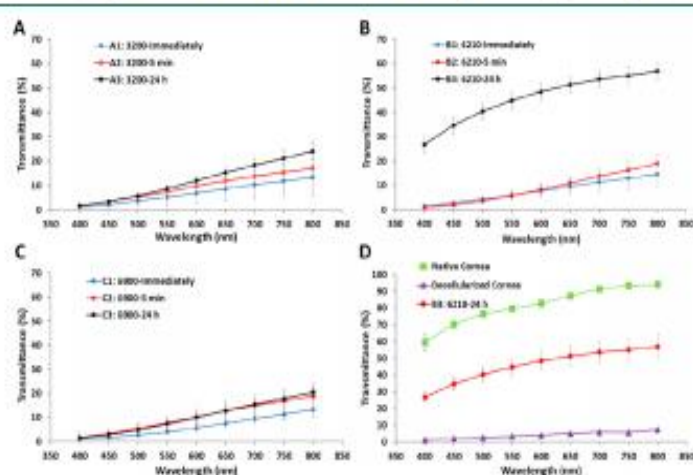 A
70
60
50
40
30
20
10
0
Transmittance (%)
A1: 3200-Immediately
A2: 3200-5 min
A3: 3200-24 h
350 400 450 500 550 600 650 700 750 800 850
Wavelength (nm)
B
70
60
50
40
30
20
10
0
Transmittance (%)
B1: 6210-Immediately
B2: 6210-5 min
B3: 6210-24 h
350 400 450 500 550 600 650 700 750 800 850
Wavelength (nm)
C
70
60
50
40
30
20
10
0
Transmittance (%)
C1: 6900-Immediately
C2: 6900-5 min
C3: 6900-24 h
350 400 450 500 550 600 650 700 750 800 850
Wavelength (nm)
D
Native Cornea
Decellularized Cornea
B3: 6210-24 h
100
90
80
70
60
50
40
30
20
10
0
Transmittance (%)
350 400 450 500 550 600 650 700 750 800 850
Wavelength (nm)